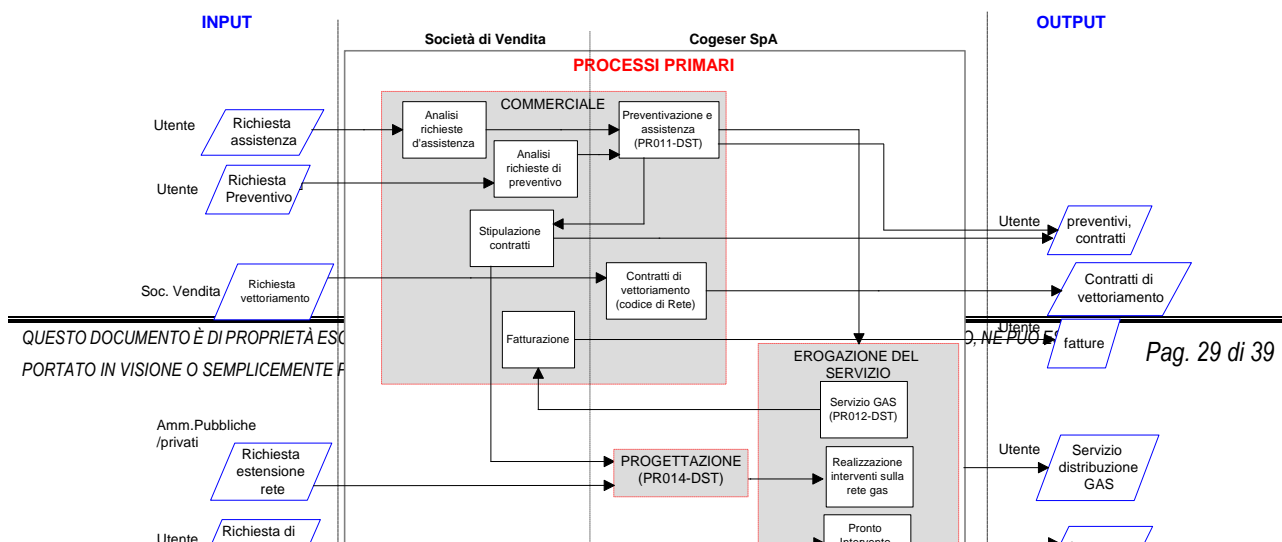 INPUT
OUTPUT
Società di Vendita
Cogeser SpA
PROCESSI PRIMARI
COMMERCIALE
Utente
Richiesta
assistenza
Analisi
richieste
d'assistenza
Preventivazione e
assistenza
(PR011-DST)
Analisi
richieste di
preventivo
Utente
Richiesta
Preventivo
Stipulazione
contratti
Utente
preventivi,
contratti
Soc. Vendita
Richiesta
vettoriamento
Contratti di
vettoriamento
(codice di Rete)
Contratti di
vettoriamento
QUESTO DOCUMENTO È DI PROPRIETÀ
Fatturazione
Utente
fatture
O, NÉ PUÒ
Pag. 29 di 39
PORTATO IN VISIONE O SEMPLICEMENTE
EROGAZIONE DEL
SERVIZIO
Servizio GAS
(PR012-DST)
Amm.Pubbliche
/privati
Richiesta
estensione
rete
PROGETTAZIONE
(PR014-DST)
Realizzazione
interventi sulla
rete gas
Utente
Servizio
distribuzione
GAS
Utente
Richiesta di
Pronto
Intervento